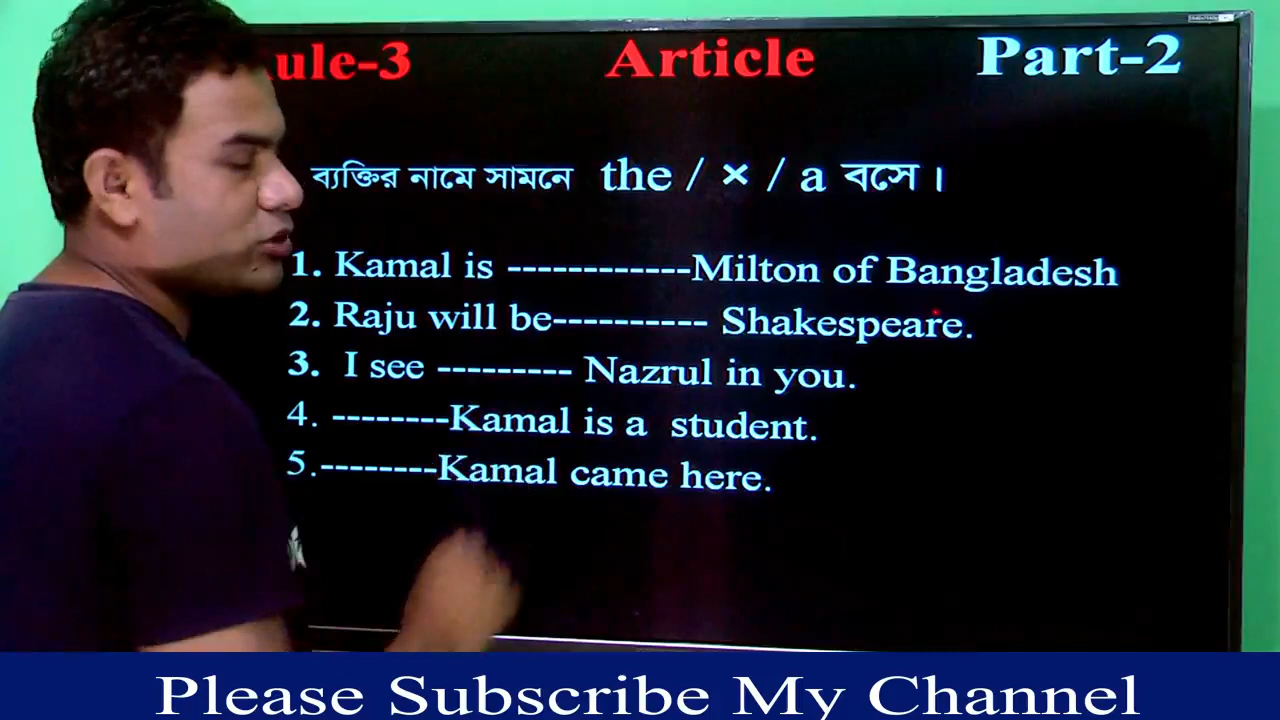 ule-3 Article Part-2
ব্যক্তির নামে সামনে the / × / a বসে ।
1. Kamal is ------------Milton of Bangladesh
2. Raju will be---------- Shakespeare.
3. I see --------- Nazrul in you.
4. --------Kamal is a student.
5.--------Kamal came here.
Please Subscribe My Channel